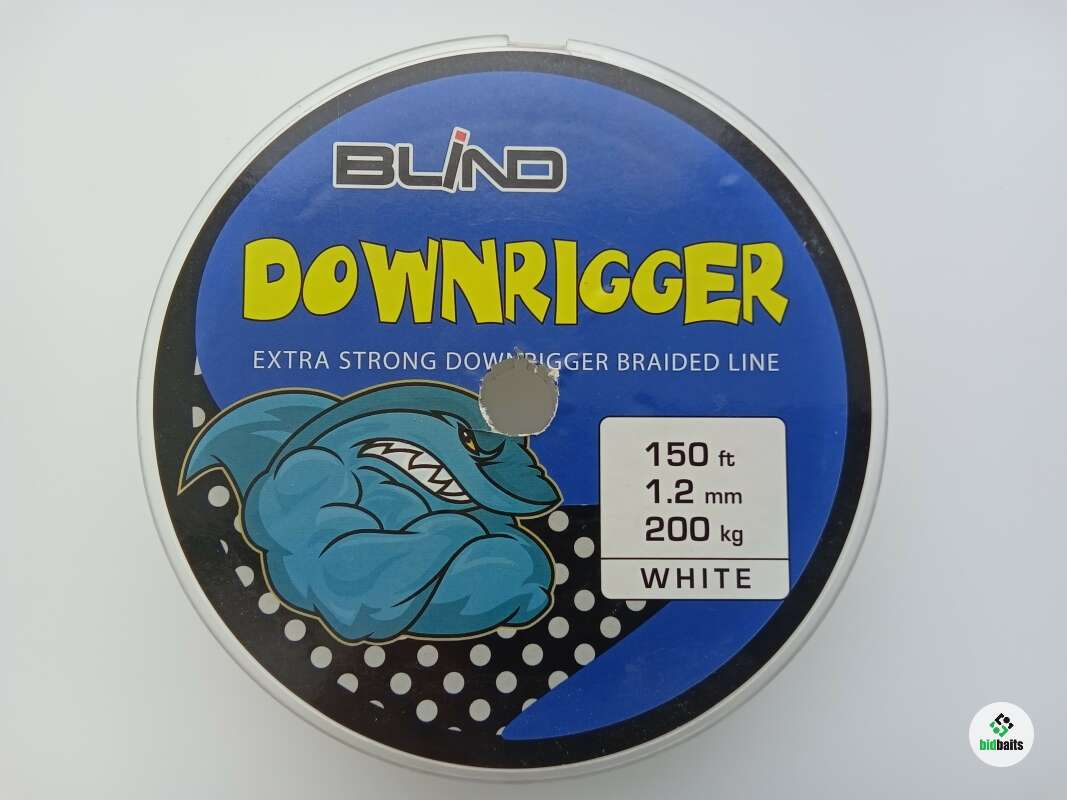 BLIND
DOWNRIGGER
EXTRA STRONG DOWNRIGGER BRAIDED LINE
150 ft
1.2 mm
200 kg
WHITE
bidbaits